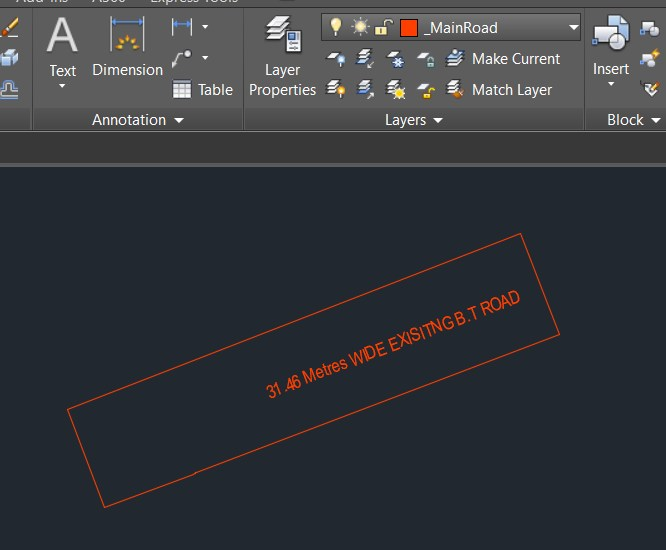 Add-Ins A360 Express Tools
_MainRoad
Text
Dimension
Table
Layer
Properties
Make Current
Match Layer
Insert
Annotation
Layers
Block
31.46 Metres WIDE EXISITNG B.T ROAD